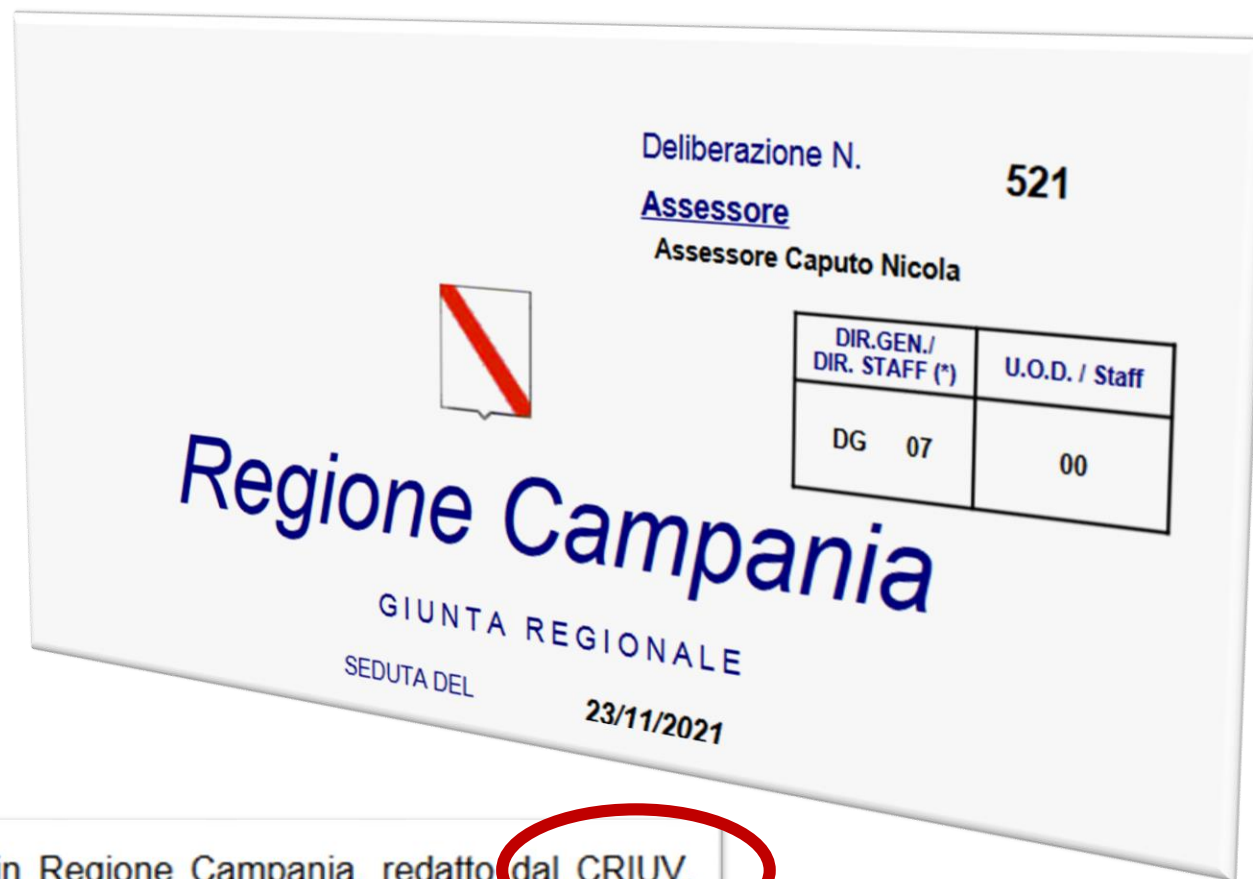 Deliberazione N. 521
Assessore
Assessore Caputo Nicola
DIR.GEN./ DIR. STAFF (*) U.O.D. / Staff
DG 07 00
Regione Campania
GIUNTA REGIONALE
SEDUTA DEL 23/11/2021
in Regione Campania redatto dal CRIUV